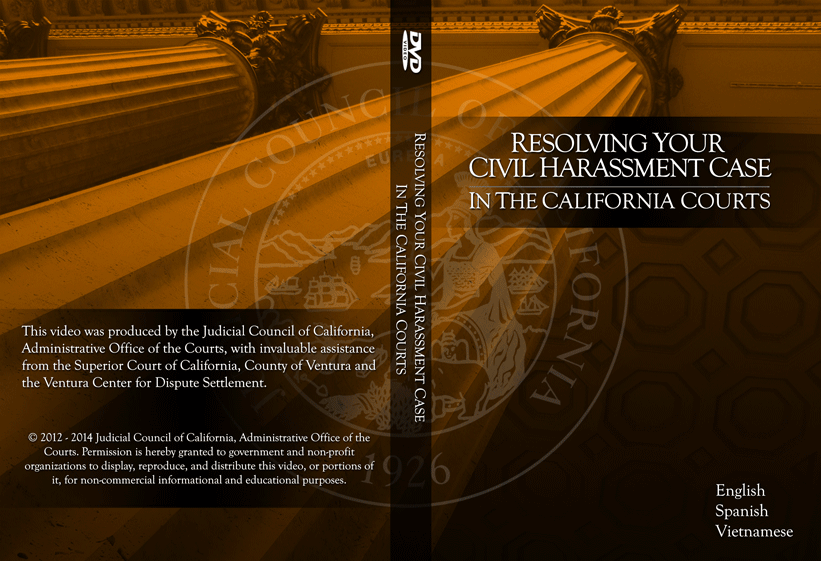 This video was produced by the Judicial Council of California,
Administrative Office of the Courts, with invaluable assistance
from the Superior Court of California, County of Ventura and
the Ventura Center for Dispute Settlement.
© 2012 - 2014 Judicial Council of California, Administrative Office of the
Courts. Permission is hereby granted to government and non-profit
organizations to display, reproduce, and distribute this video, or portions of
it, for non-commercial informational and educational purposes.
DVD
VIDEO
RESOLVING YOUR CIVIL HARASSMENT CASE
IN THE CALIFORNIA COURTS
RESOLVING YOUR
CIVIL HARASSMENT CASE
IN THE CALIFORNIA COURTS
English
Spanish
Vietnamese
EUREKA
1926